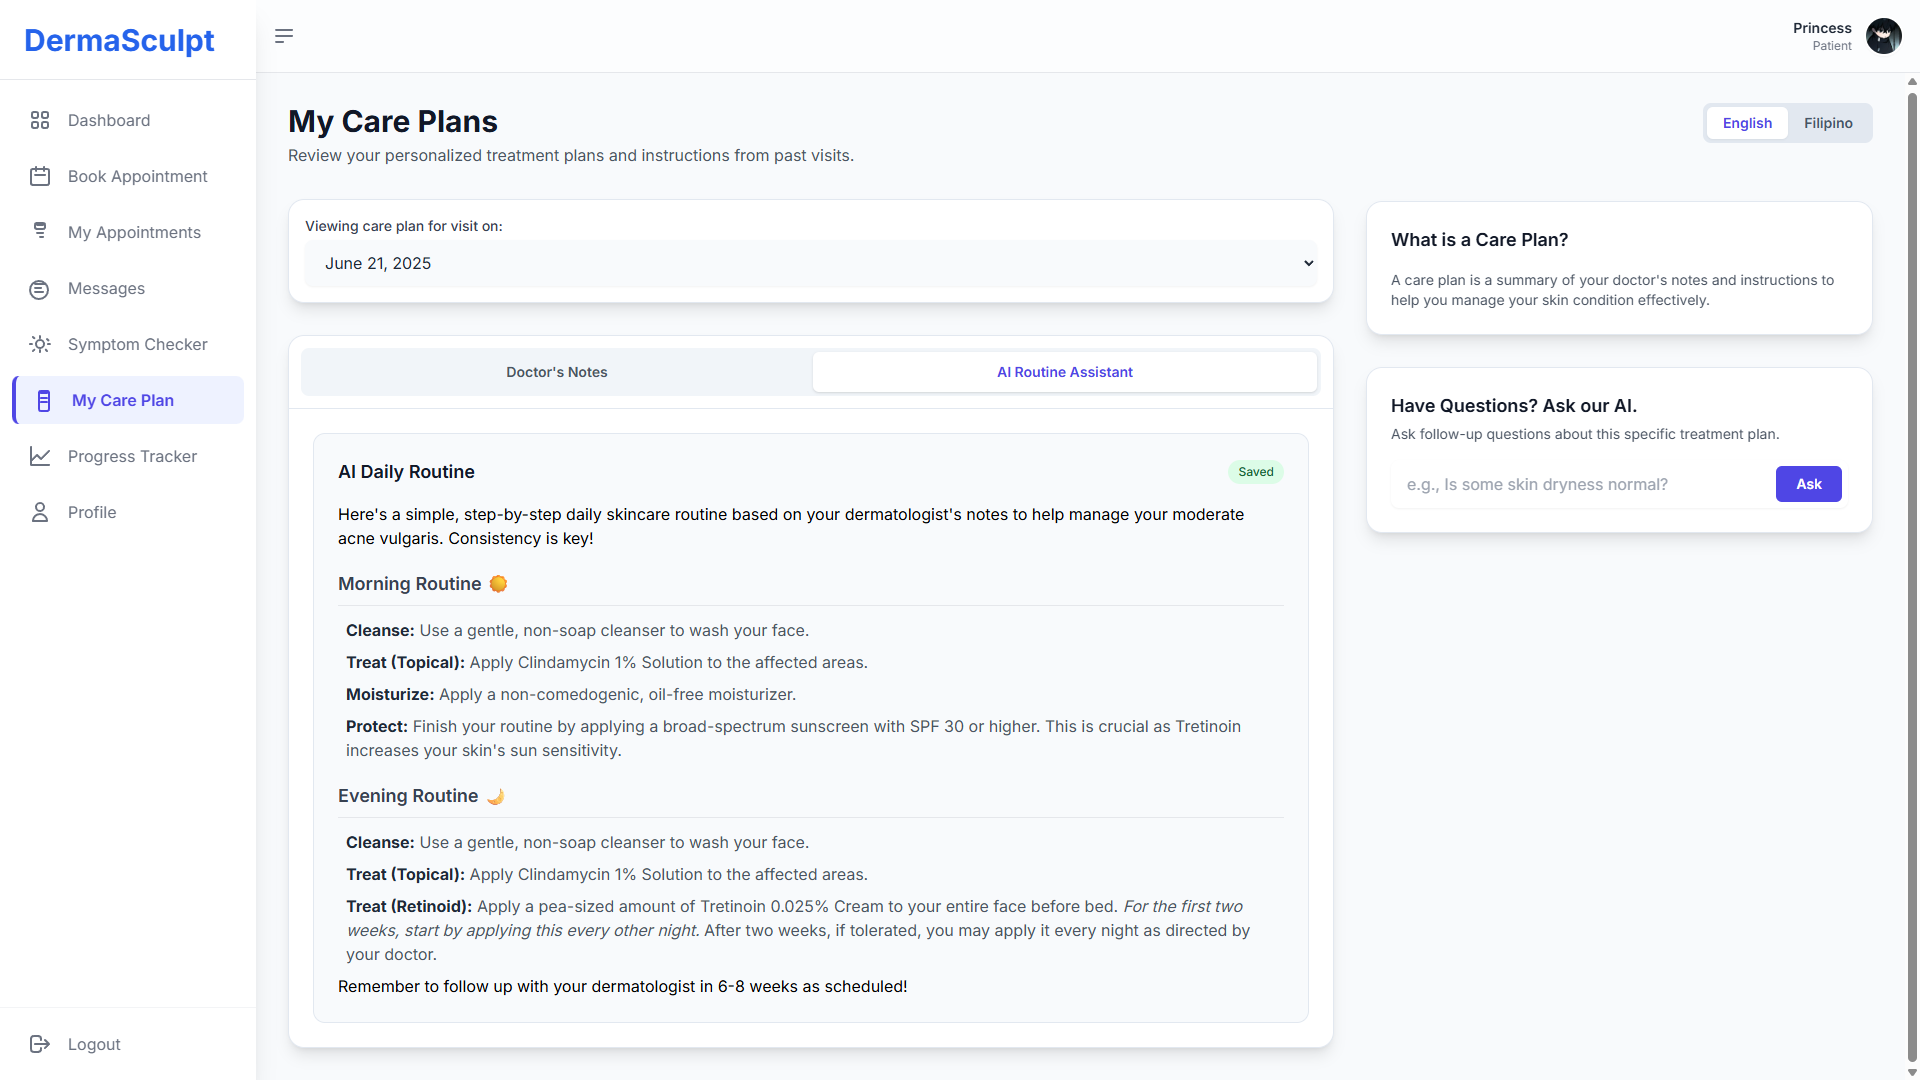 DermaSculpt
Princess
Patient
Dashboard
Book Appointment
My Appointments
Messages
Symptom Checker
My Care Plan
Progress Tracker
Profile
Logout
My Care Plans
Review your personalized treatment plans and instructions from past visits.
English
Filipino
Viewing care plan for visit on:
June 21, 2025
Doctor's Notes
AI Routine Assistant
AI Daily Routine
Saved
Here's a simple, step-by-step daily skincare routine based on your dermatologist's notes to help manage your moderate
acne vulgaris. Consistency is key!
Morning Routine
Cleanse: Use a gentle, non-soap cleanser to wash your face.
Treat (Topical): Apply Clindamycin 1% Solution to the affected areas.
Moisturize: Apply a non-comedogenic, oil-free moisturizer.
Protect: Finish your routine by applying a broad-spectrum sunscreen with SPF 30 or higher. This is crucial as Tretinoin
increases your skin's sun sensitivity.
Evening Routine
Cleanse: Use a gentle, non-soap cleanser to wash your face.
Treat (Topical): Apply Clindamycin 1% Solution to the affected areas.
Treat (Retinoid): Apply a pea-sized amount of Tretinoin 0.025% Cream to your entire face before bed. For the first two
weeks, start by applying this every other night. After two weeks, if tolerated, you may apply it every night as directed by
your doctor.
Remember to follow up with your dermatologist in 6-8 weeks as scheduled!
What is a Care Plan?
A care plan is a summary of your doctor's notes and instructions to
help you manage your skin condition effectively.
Have Questions? Ask our AI.
Ask follow-up questions about this specific treatment plan.
e.g., Is some skin dryness normal?
Ask